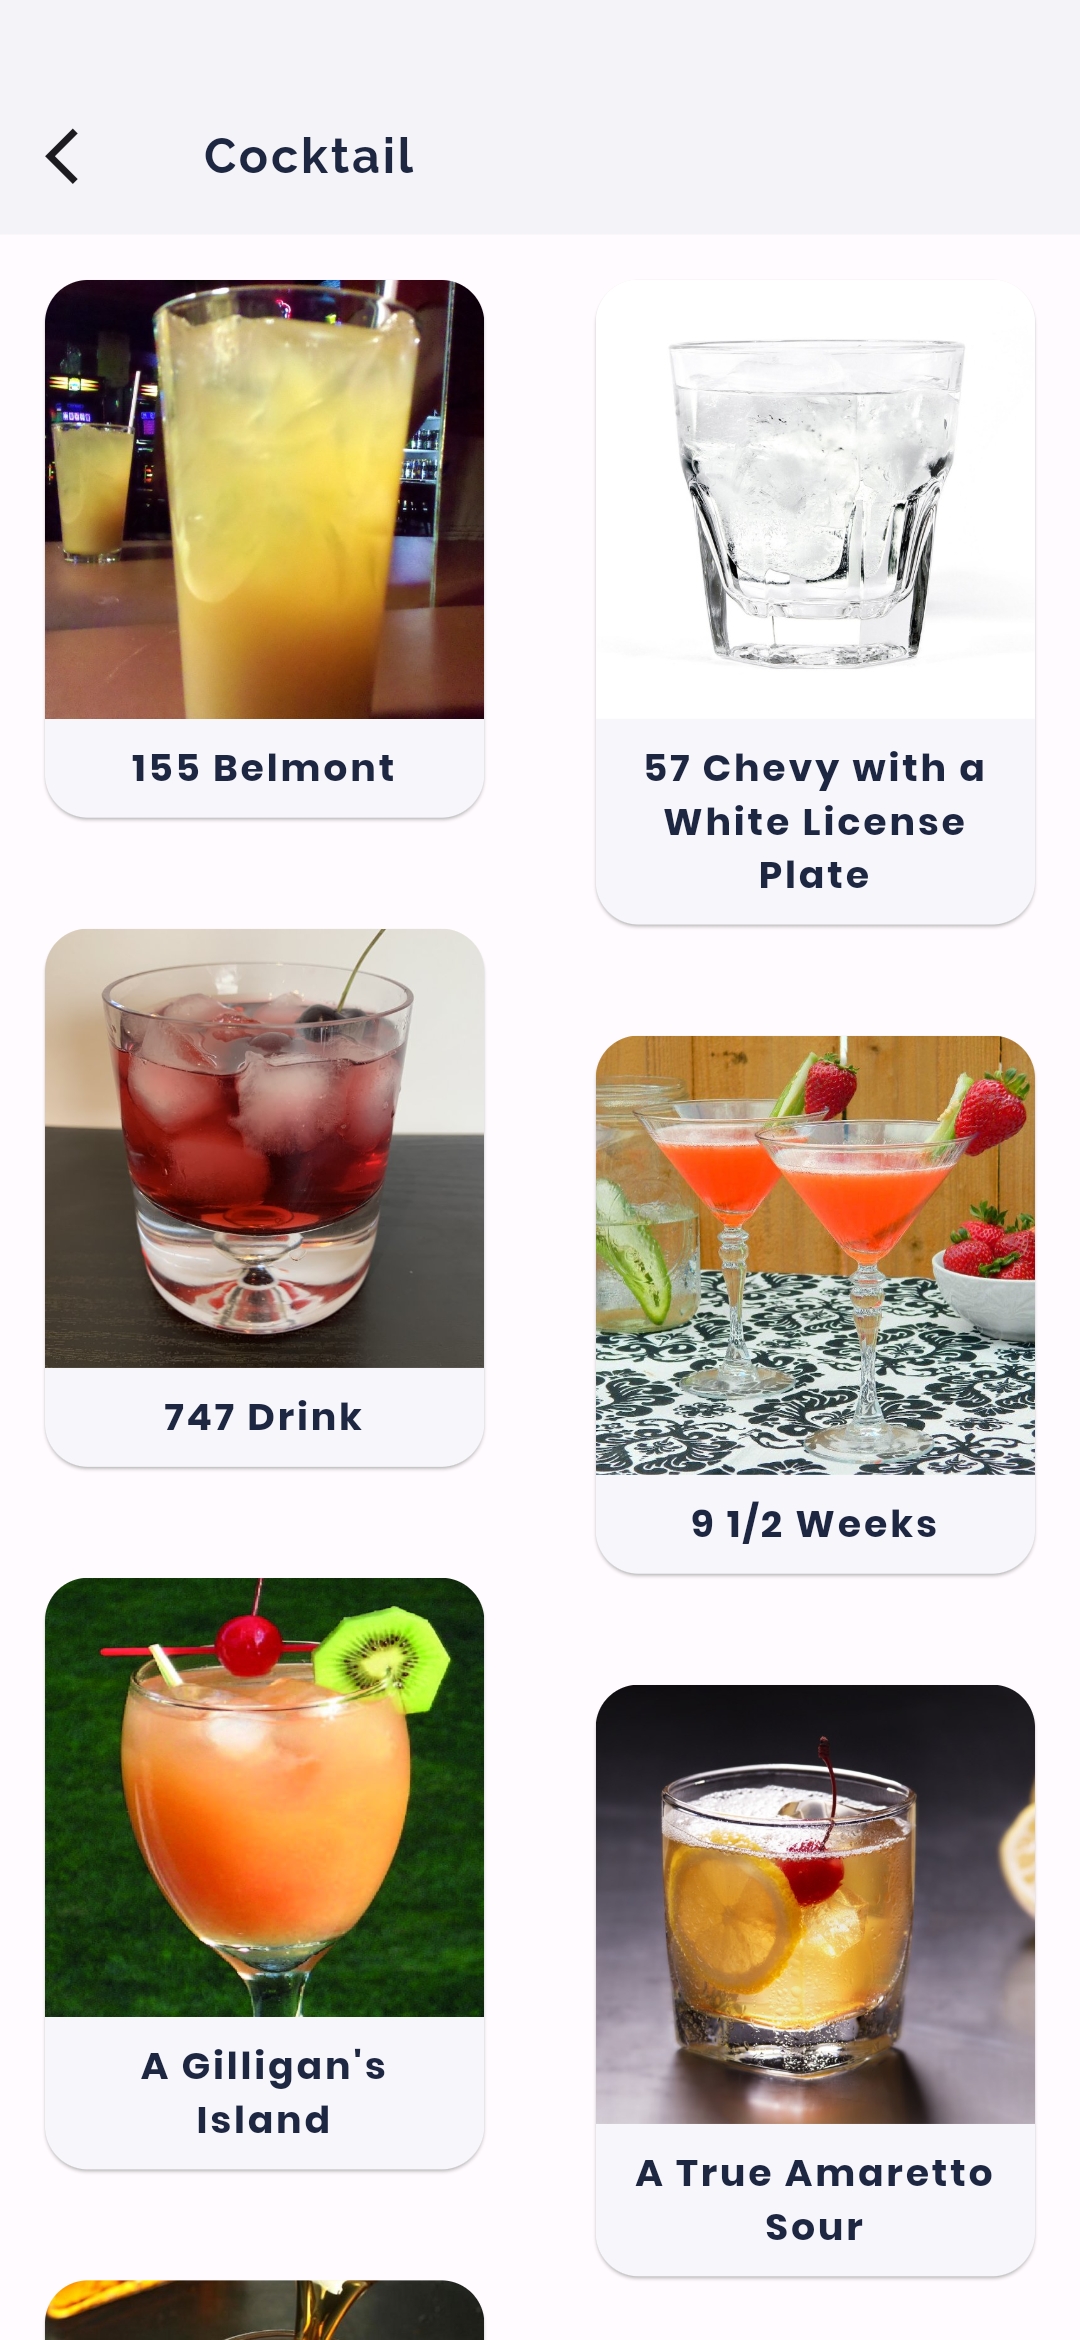 Cocktail
155 Belmont
57 Chevy with a
White License
Plate
747 Drink
9 1/2 Weeks
A Gilligan's
Island
A True Amaretto
Sour